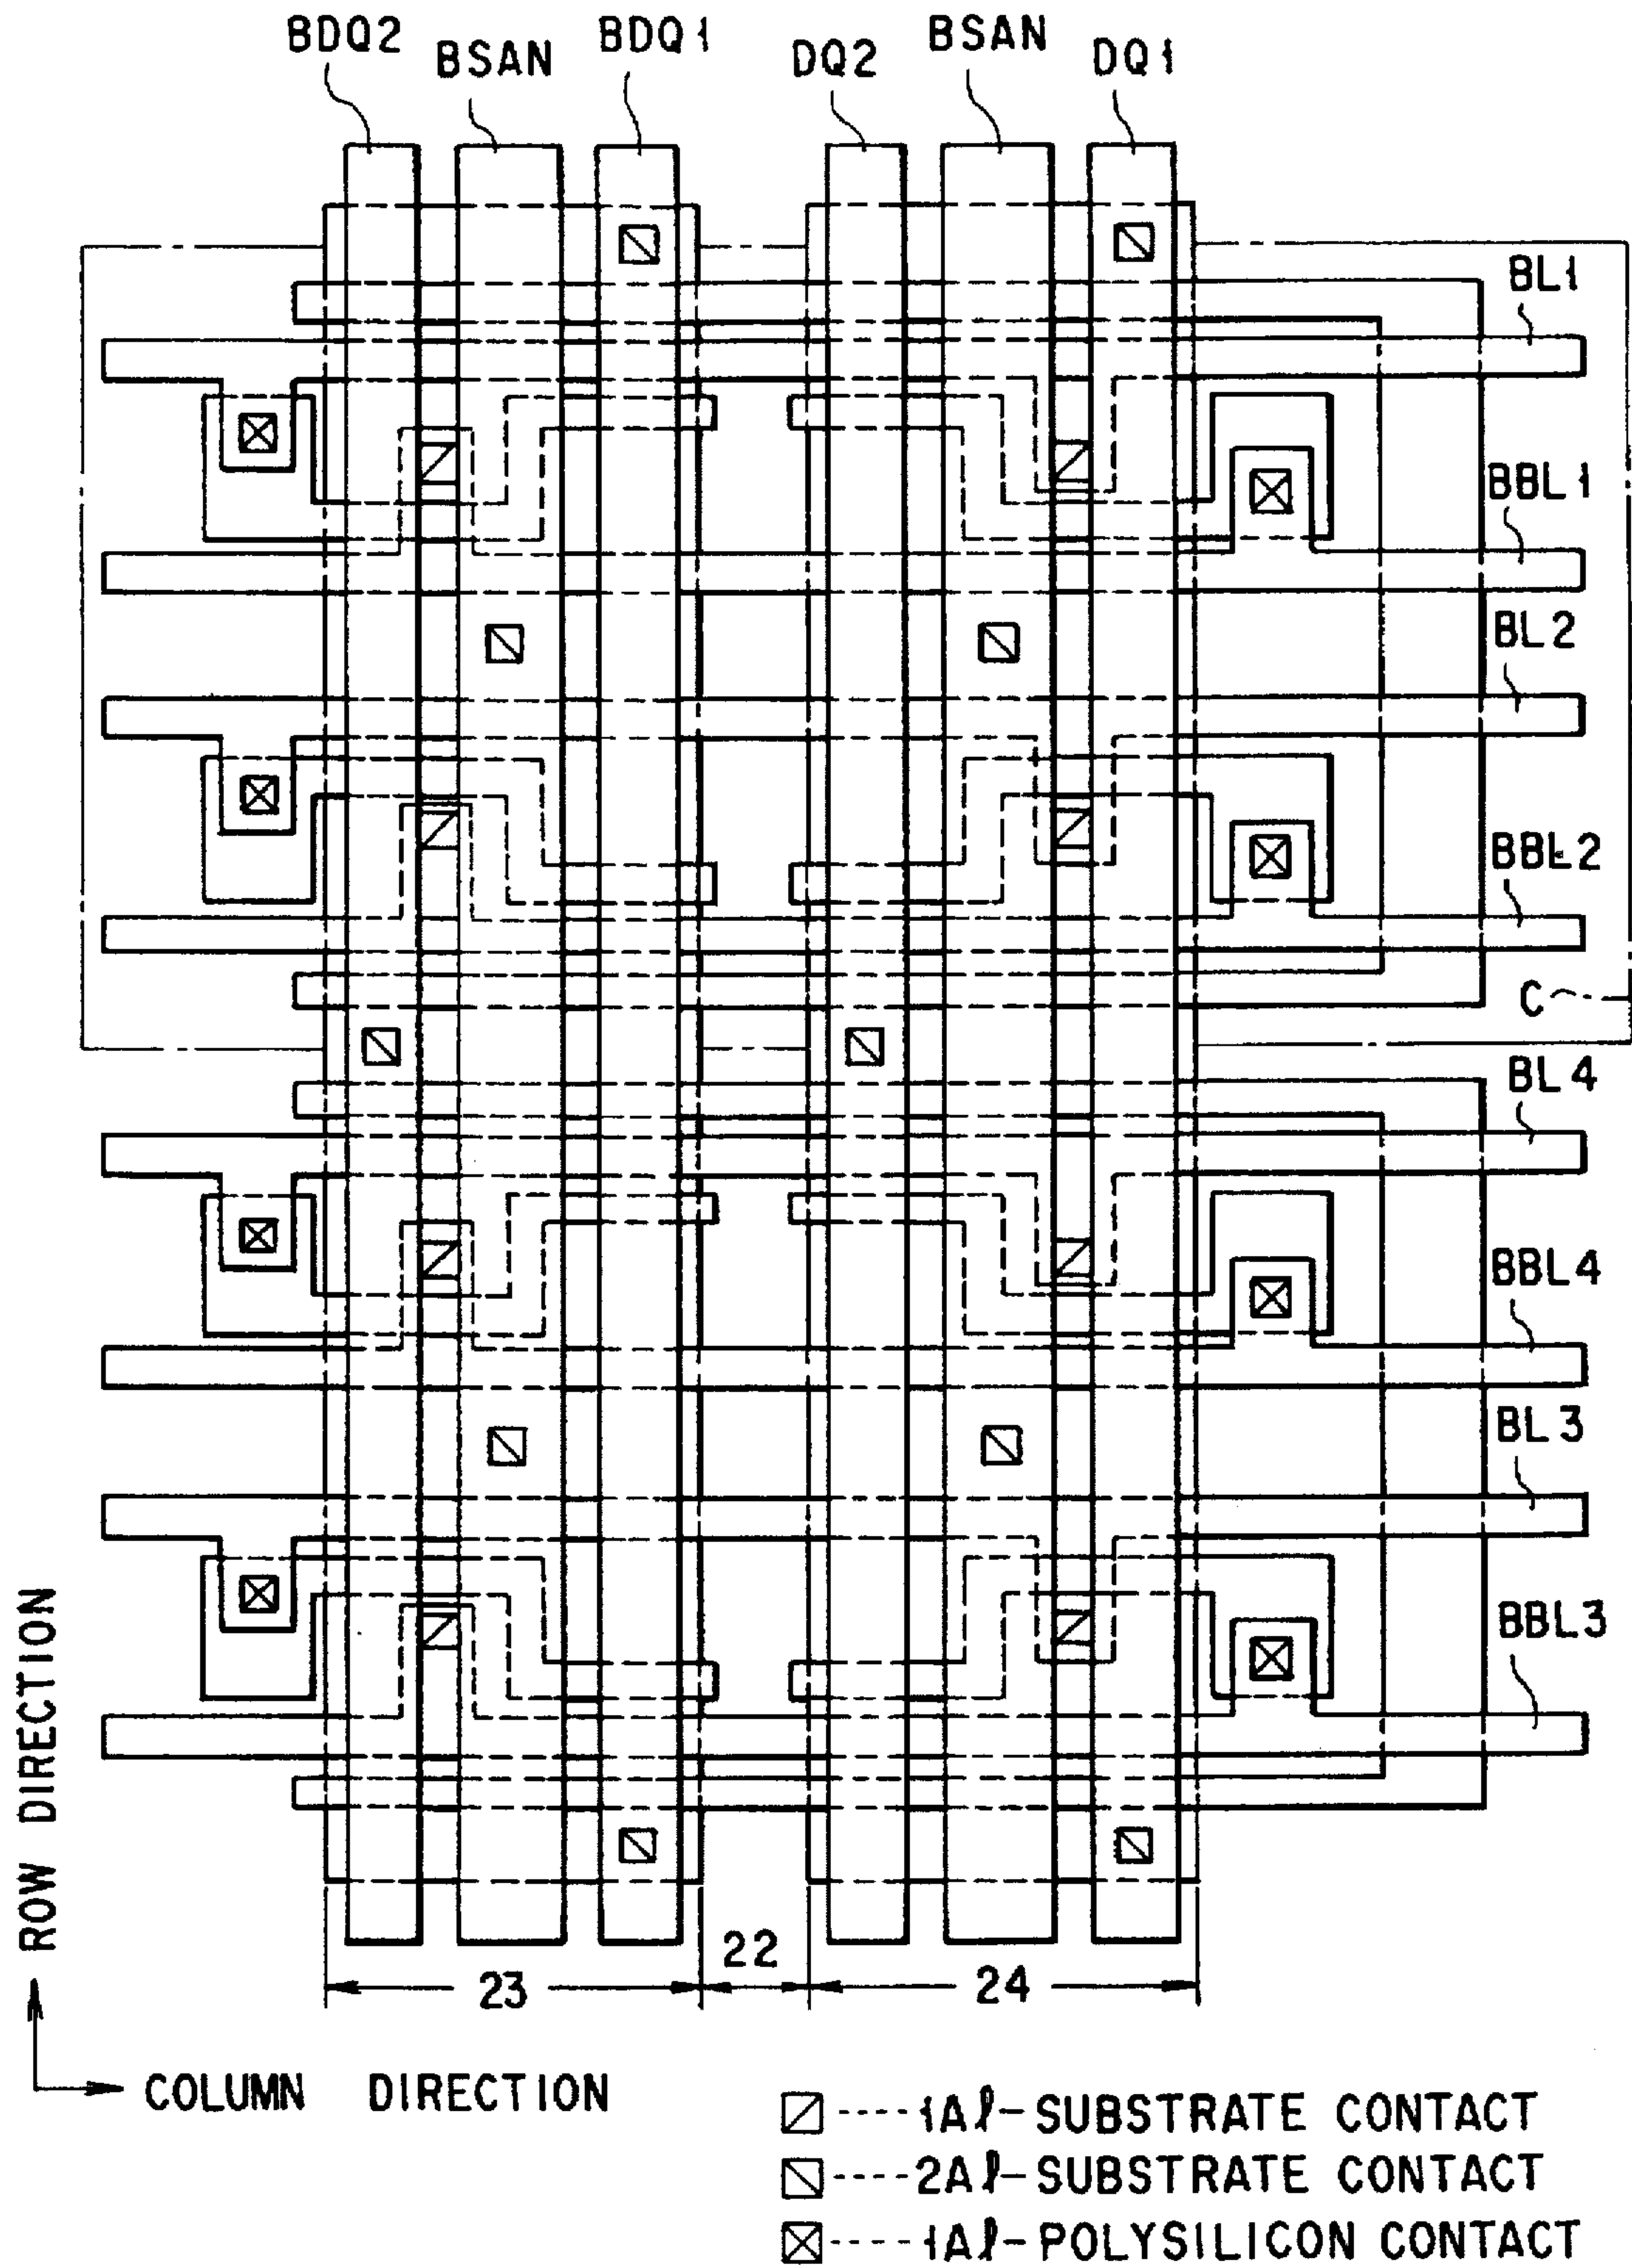 BDQ2
BSAN
BDQ1
DQ2
BSAN
DQ1
BL1
BBL1
BL2
BBL2
C
BL4
BBL4
BL3
BBL3
22
23
24
ROW DIRECTION
COLUMN DIRECTION
1Al-SUBSTRATE CONTACT
2Al-SUBSTRATE CONTACT
1Al-POLYSILICON CONTACT